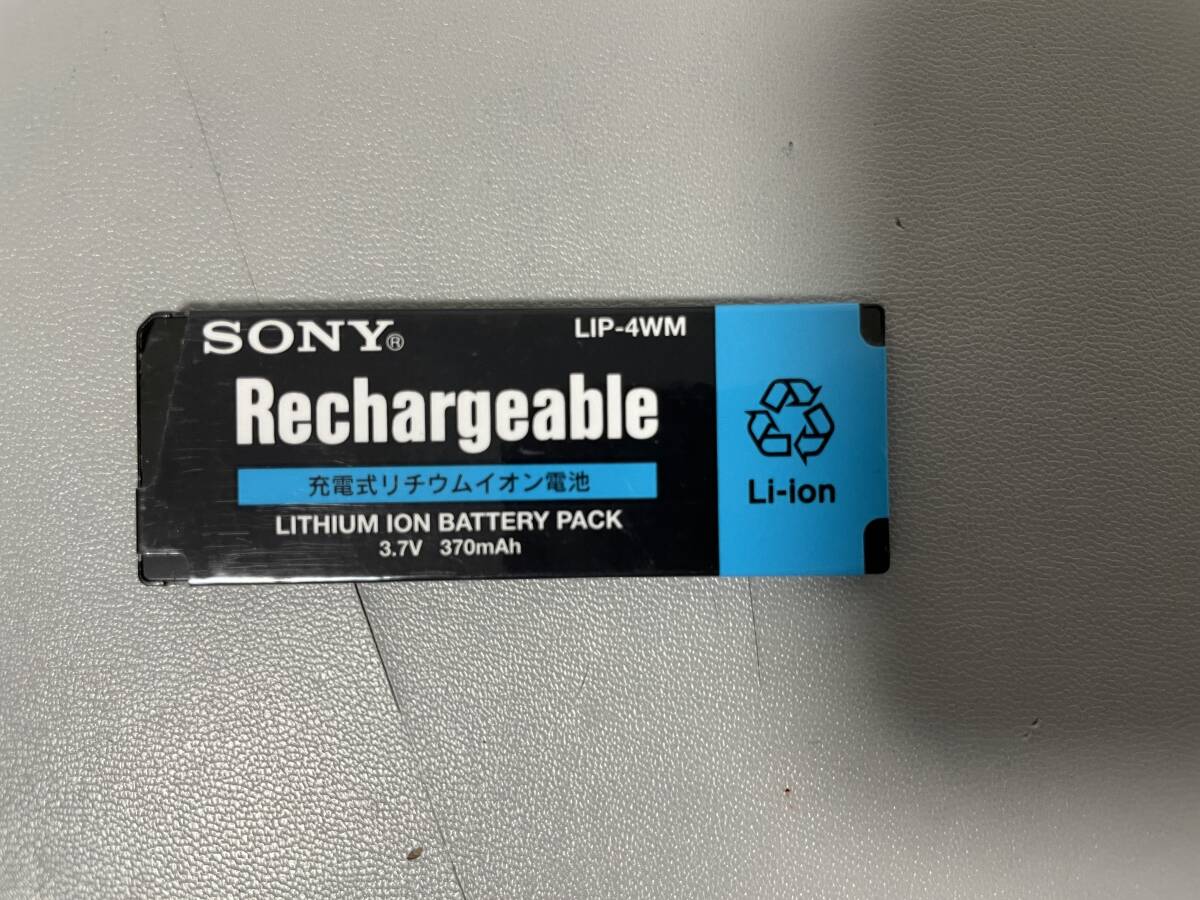 SONY®
LIP-4WM
Rechargeable
充電式リチウムイオン電池
LITHIUM ION BATTERY PACK
3.7V 370mAh
Li-ion